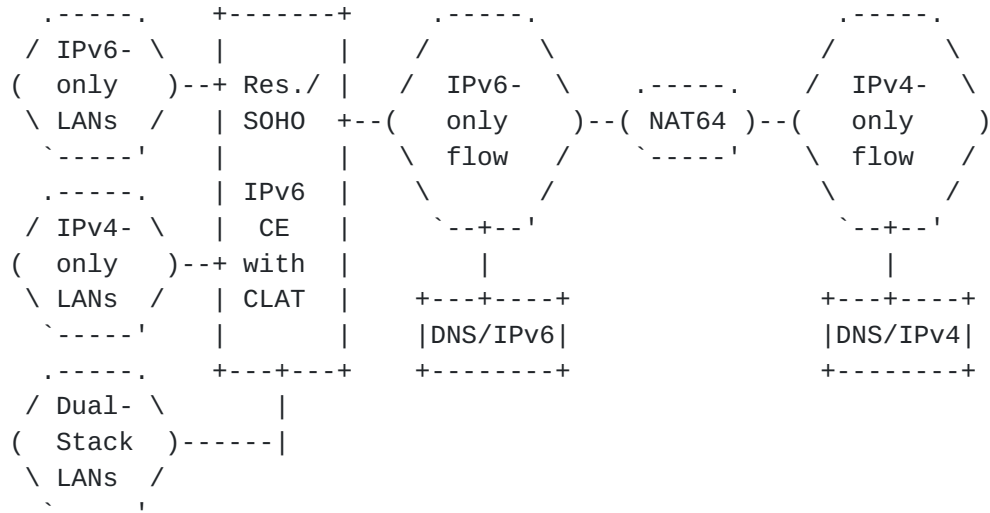 IPv6-
only
LANs
IPv4-
only
LANs
Dual-
Stack
LANs
Res./
SOHO
IPv6
CE
with
CLAT
IPv6-
only
flow
DNS/IPv6
NAT64
IPv4-
only
flow
DNS/IPv4